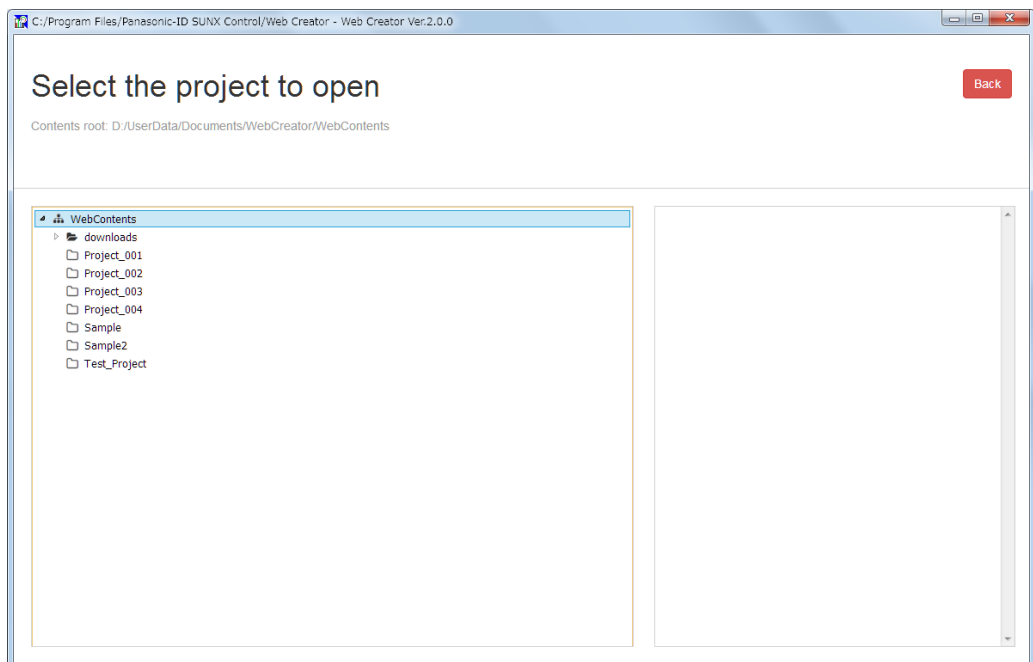 C:/Program Files/Panasonic-ID SUNX Control/Web Creator - Web Creator Ver.2.0.0
Select the project to open
Back
Contents root: D:/UserData/Documents/WebCreator/WebContents
WebContents
downloads
Project_001
Project_002
Project_003
Project_004
Sample
Sample2
Test_Project